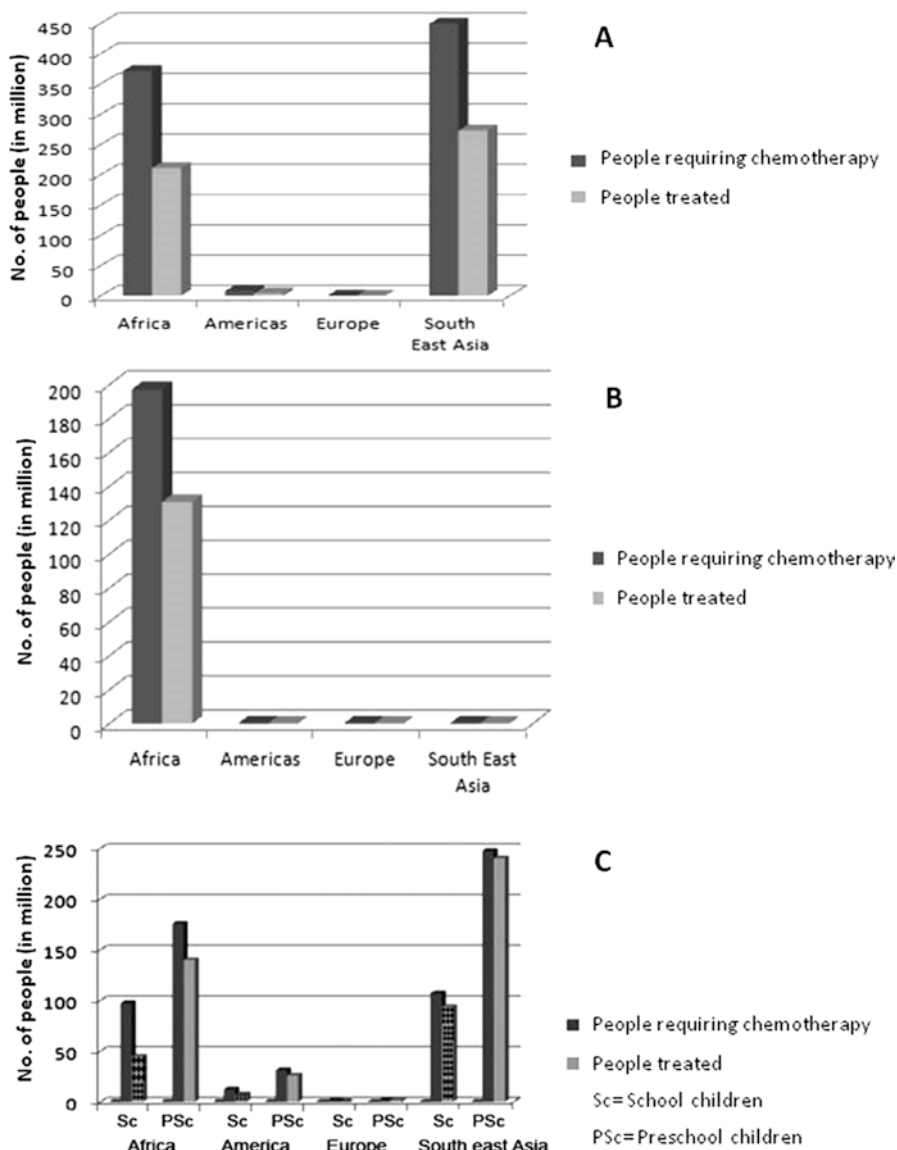 A
No. of people (in million)
450
400
350
300
250
200
150
100
50
0
Africa
Americas
Europe
South
East Asia
People requiring chemotherapy
People treated
B
No. of people (in million)
200
180
160
140
120
100
80
60
40
20
0
Africa
Americas
Europe
South East
Asia
People requiring chemotherapy
People treated
C
No. of people (in million)
250
200
150
100
50
0
Sc PSc Sc PSc Sc PSc Sc PSc
Africa America Europe South east Asia
People requiring chemotherapy
People treated
Sc= School children
PSc= Preschool children